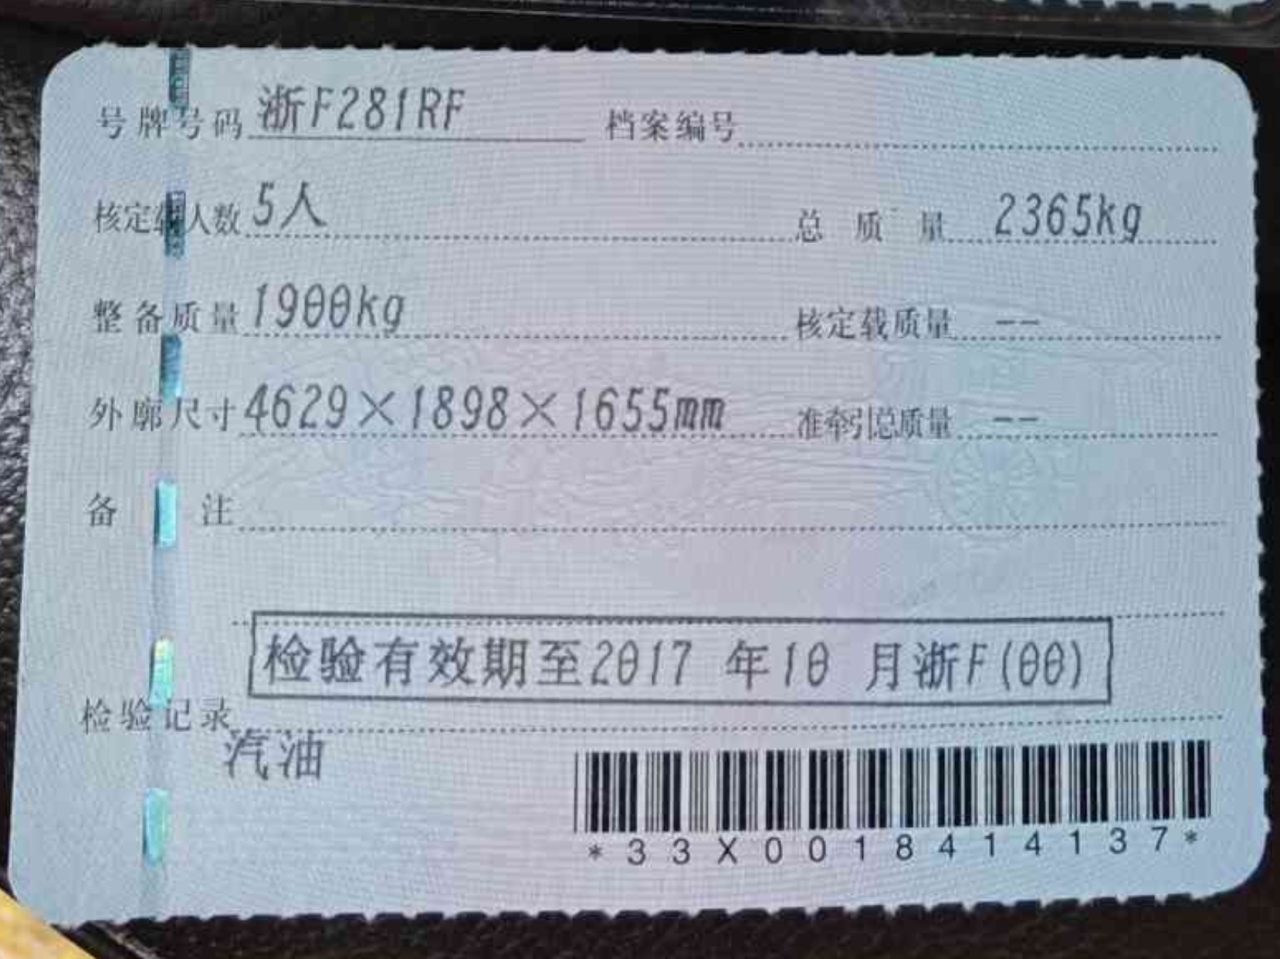 号牌号码 浙F281RF 档案编号
核定载人数 5人 总质量 2365kg
整备质量 1900kg 核定载质量 --
外廓尺寸 4629×1898×1655mm 准牵引总质量 --
备注
检验有效期至2017 年10 月浙F(00)
检验记录
汽油
*33X0018414137*